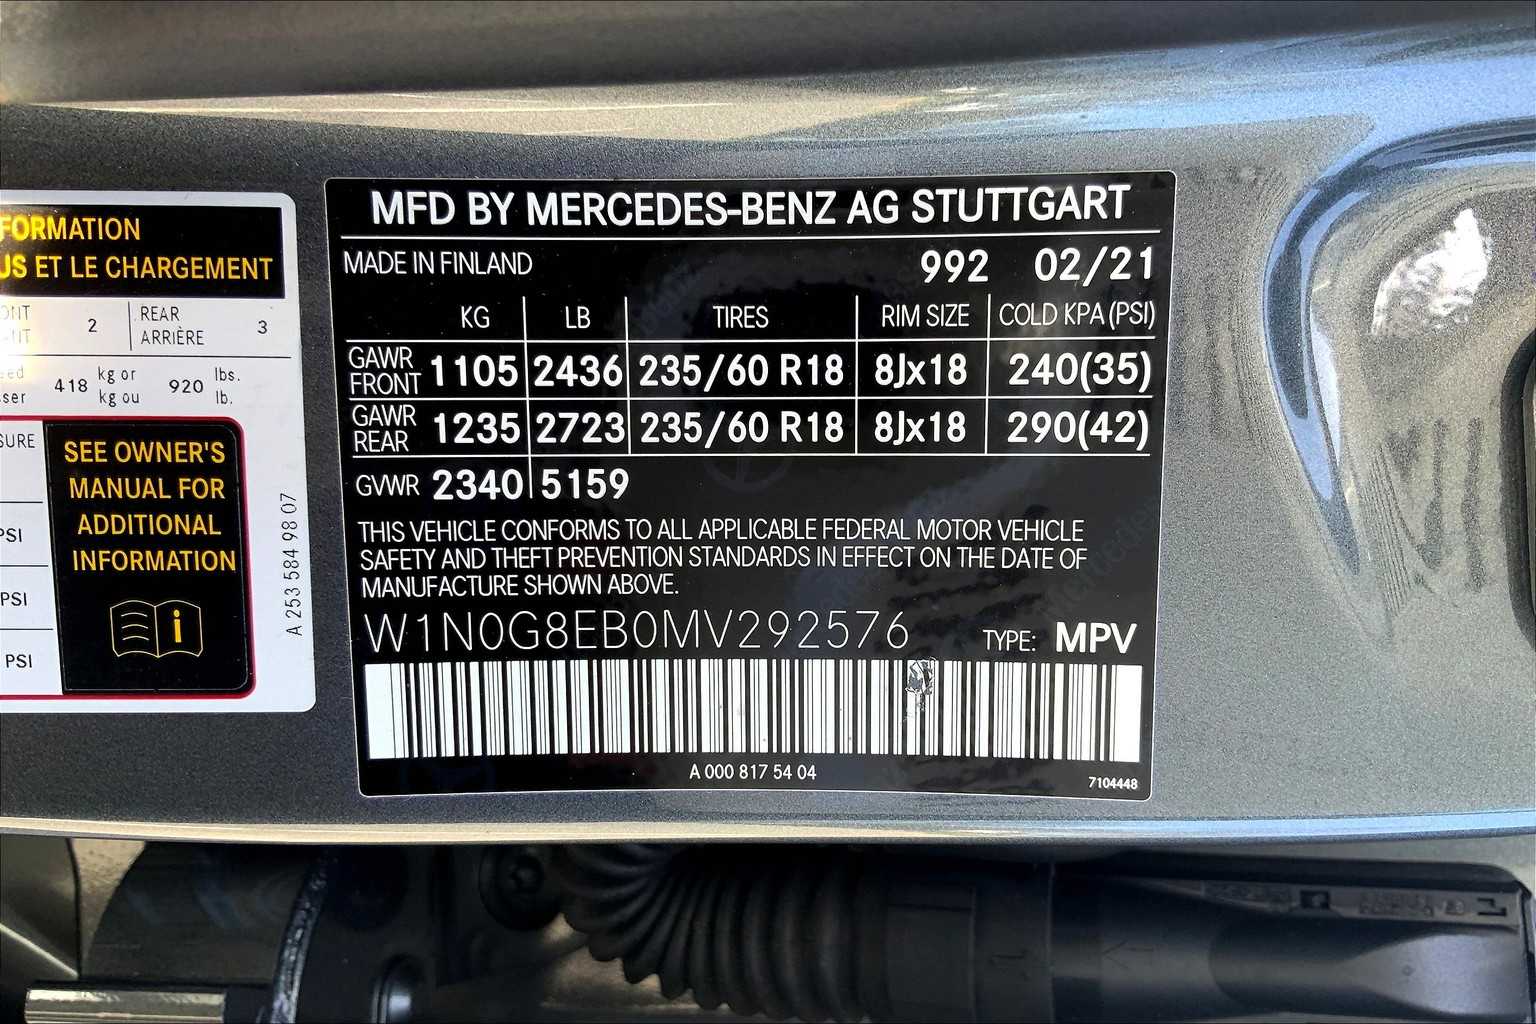 FORMATION
US ET LE CHARGEMENT
ONT 2 REAR 3
ARRIÈRE
418 kg or 920 lbs.
kg ou lb.
SEE OWNER'S
MANUAL FOR
ADDITIONAL
INFORMATION
PSI
PSI
PSI
A 253 584 98 07
MFD BY MERCEDES-BENZ AG STUTTGART
MADE IN FINLAND 992 02/21
KG LB TIRES RIM SIZE COLD KPA (PSI)
GAWR FRONT 1105 2436 235/60 R18 8Jx18 240(35)
GAWR REAR 1235 2723 235/60 R18 8Jx18 290(42)
GVWR 2340 5159
THIS VEHICLE CONFORMS TO ALL APPLICABLE FEDERAL MOTOR VEHICLE
SAFETY AND THEFT PREVENTION STANDARDS IN EFFECT ON THE DATE OF
MANUFACTURE SHOWN ABOVE.
W1N0G8EB0MV292576 TYPE: MPV
A 000 817 54 04
7104448